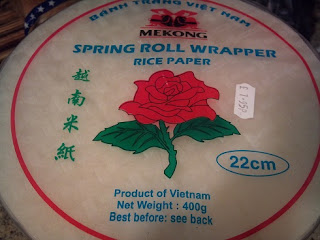 BÁNH TRÁNG VIỆT NAM
MEKONG
SPRING ROLL WRAPPER
RICE PAPER
越南米紙
22cm
Product of Vietnam
Net Weight : 400g
Best before: see back